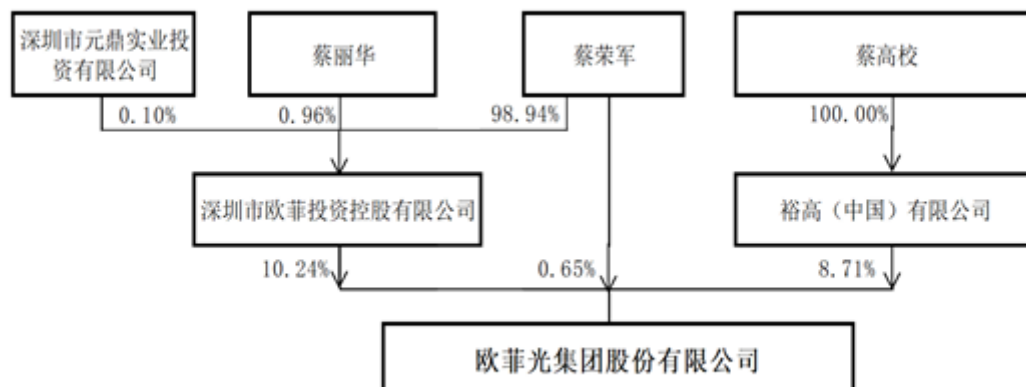 深圳市元鼎实业投
资有限公司
蔡丽华
蔡荣军
蔡高校
0.10%
0.96%
98.94%
100.00%
深圳市欧菲投资控股有限公司
裕高（中国）有限公司
10.24%
0.65%
8.71%
欧菲光集团股份有限公司